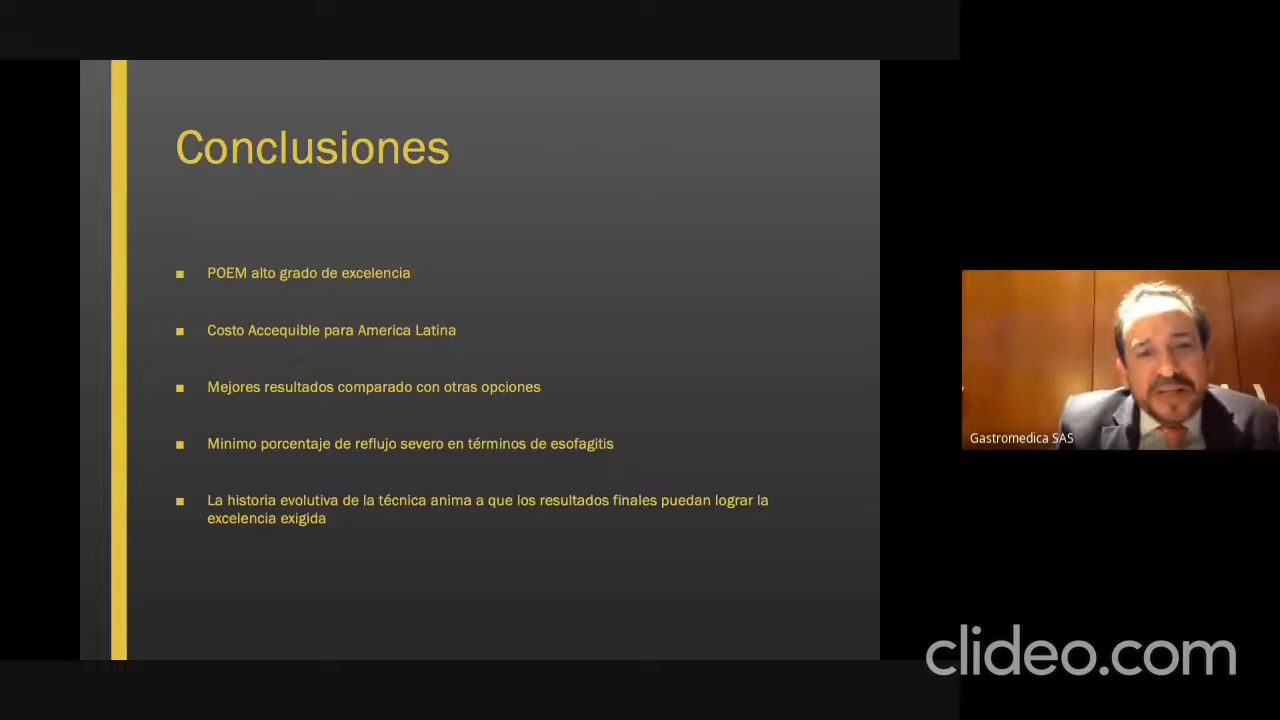 Conclusiones
■ POEM alto grado de excelencia
■ Costo Accequible para America Latina
■ Mejores resultados comparado con otras opciones
■ Minimo porcentaje de reflujo severo en términos de esofagitis
■ La historia evolutiva de la técnica anima a que los resultados finales puedan lograr la
excelencia exigida
Gastromedica SAS
clideo.com